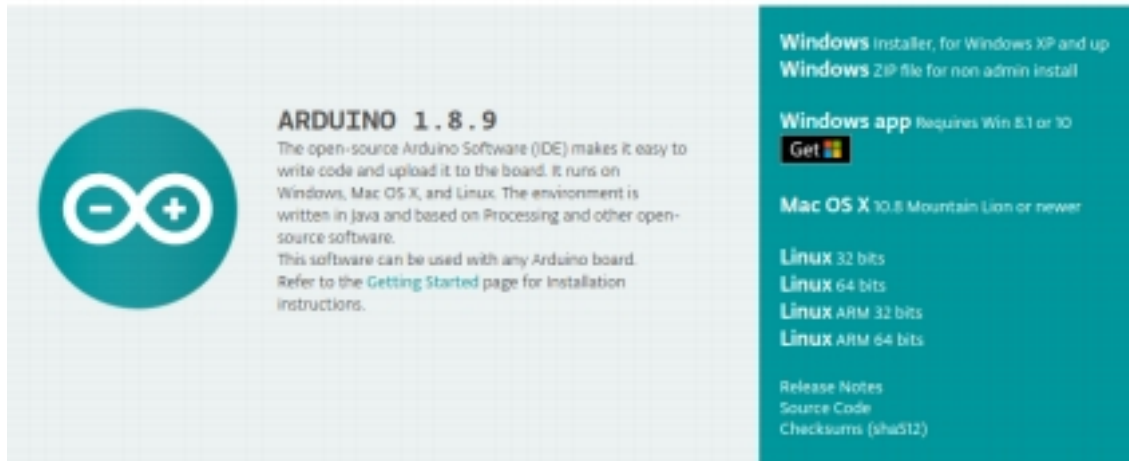 ARDUINO 1.8.9
The open-source Arduino Software (IDE) makes it easy to
write code and upload it to the board. It runs on
Windows, Mac OS X, and Linux. The environment is
written in Java and based on Processing and other open-
source software.
This software can be used with any Arduino board.
Refer to the Getting Started page for Installation
instructions.
Windows Installer, for Windows XP and up
Windows ZIP file for non admin install
Windows app Requires Win 8.1 or 10
Get
Mac OS X 10.8 Mountain Lion or newer
Linux 32 bits
Linux 64 bits
Linux ARM 32 bits
Linux ARM 64 bits
Release Notes
Source Code
Checksums (sha512)